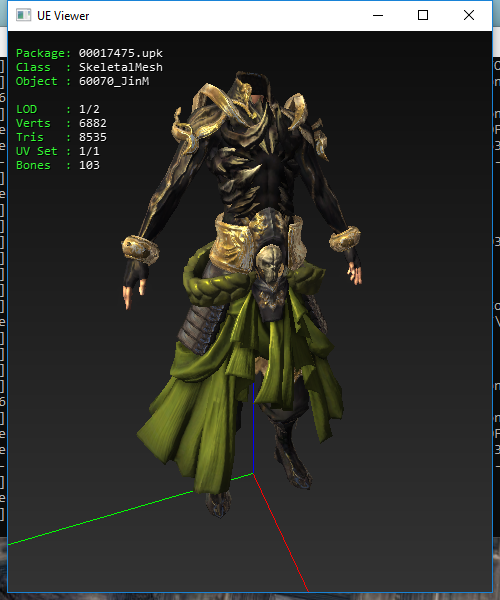 UE Viewer
Package: 00017475.upk
Class  : SkeletalMesh
Object : 60070_JinM
LOD    : 1/2
Verts  : 6882
Tris   : 8535
UV Set : 1/1
Bones  : 103